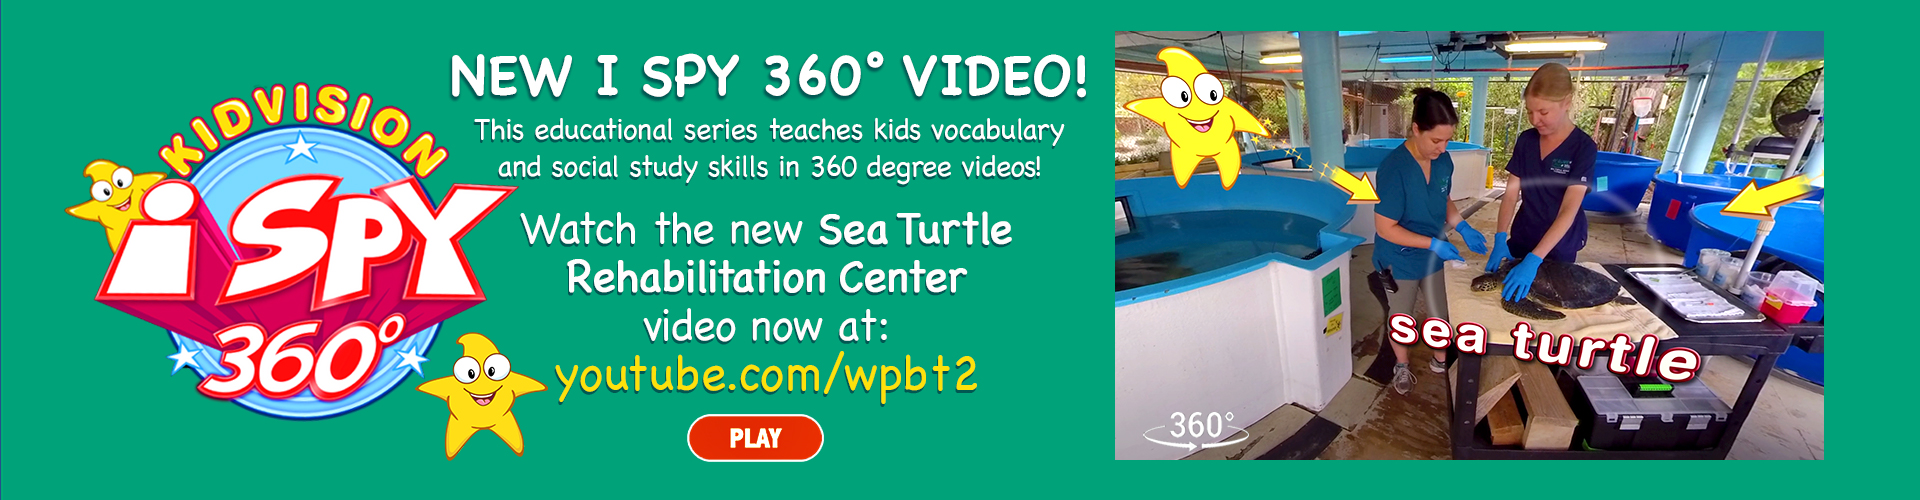 KIDVISION
i SPY
360°
NEW I SPY 360° VIDEO!
This educational series teaches kids vocabulary
and social study skills in 360 degree videos!
Watch the new Sea Turtle
Rehabilitation Center
video now at:
youtube.com/wpbt2
PLAY
sea turtle
360°